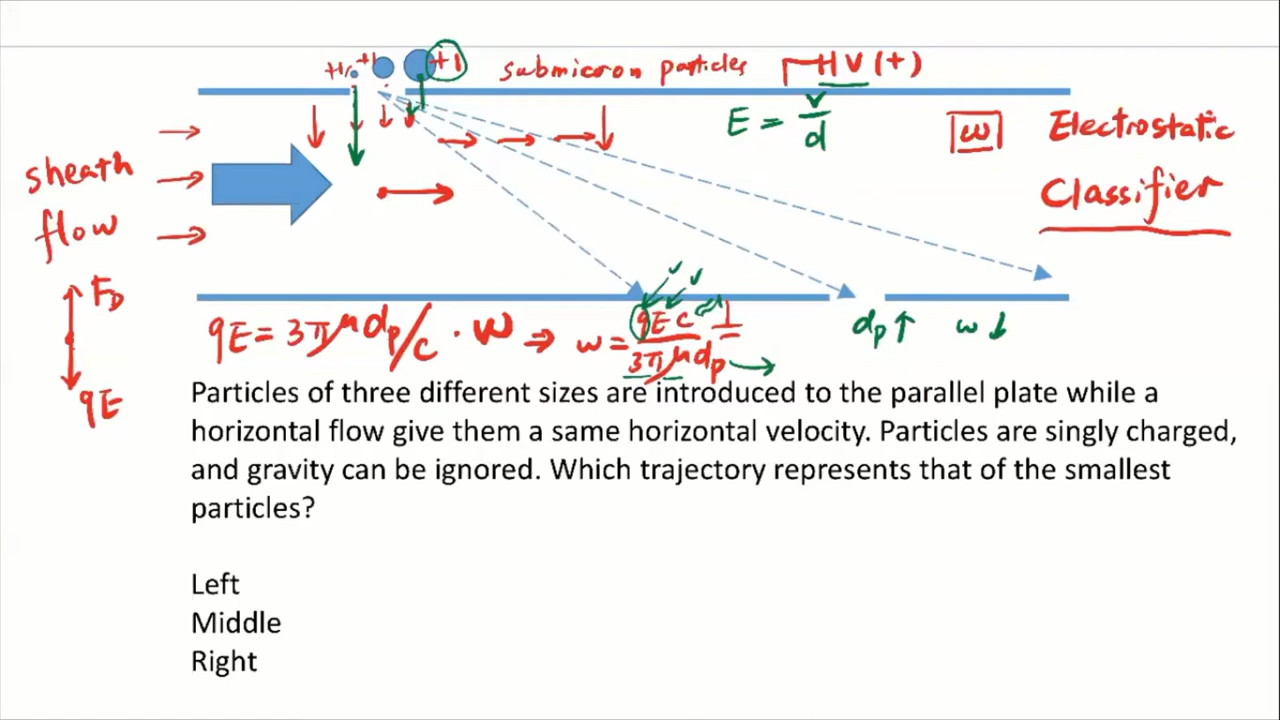 +1 +1 +1 submicron particles HV (+)
E = V/d
w Electrostatic
Classifier
sheath
flow
F_D
qE
qE = 3πμd_p/c · w ⇒ w = qEc/3πμd_p
d_p↑ w↓
Particles of three different sizes are introduced to the parallel plate while a
horizontal flow give them a same horizontal velocity. Particles are singly charged,
and gravity can be ignored. Which trajectory represents that of the smallest
particles?
Left
Middle
Right